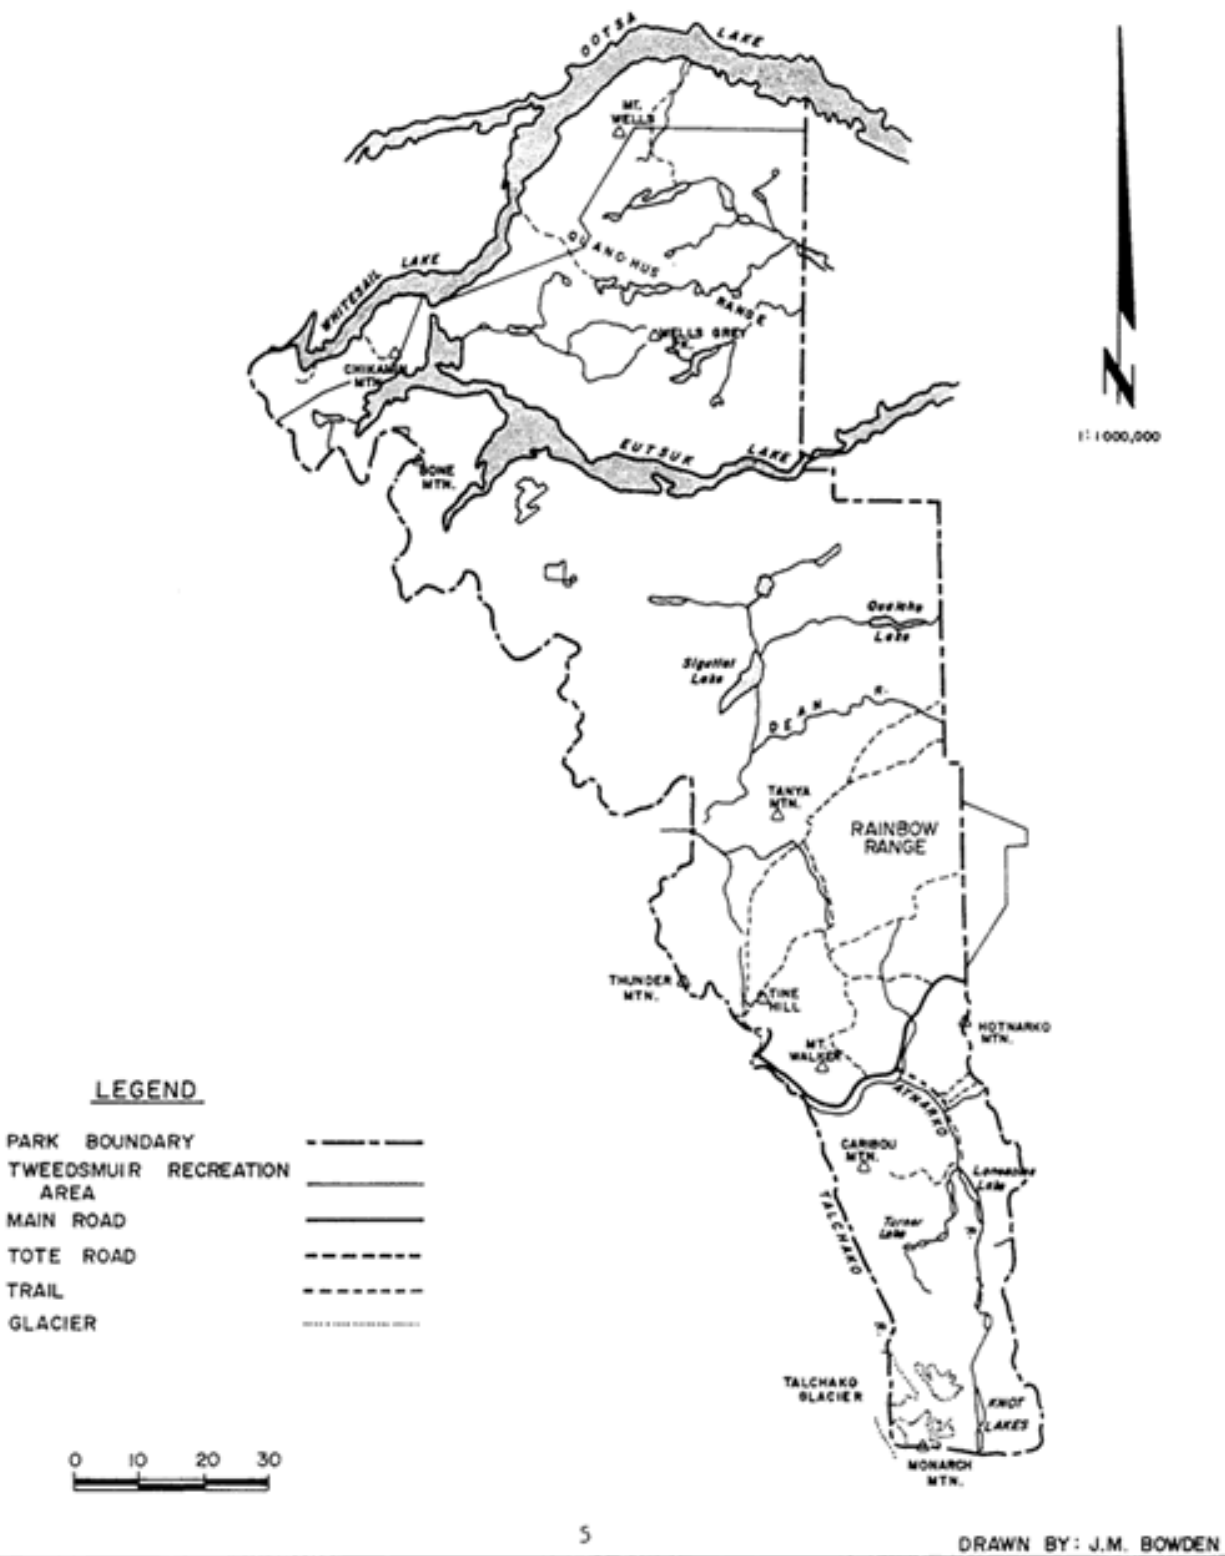 OOTSA LAKE
MT.
WELLS
QUANCHUS
RANGE
WHITESAIL LAKE
WELLS GREY
PK.
CHIKAMIN
MTN.
N
1:1000,000
EUTSUK LAKE
BONE
MTN.
Qualcho
Lake
Sigutlat
Lake
DEAN R.
TANYA
MTN.
RAINBOW
RANGE
THUNDER
MTN.
TINE
HILL
HOTNARKO
MTN.
MT.
WALKER
LEGEND
ATNARKO
R.
PARK BOUNDARY
TWEEDSMUIR RECREATION
AREA
MAIN ROAD
TOTE ROAD
TRAIL
GLACIER
CARIBOU
MTN.
Lonesome
Lake
TALCHAKO
R.
Turner
Lake
TALCHAKO
GLACIER
KNOT
LAKES
MONARCH
MTN.
0 10 20 30
5
DRAWN BY: J.M. BOWDEN